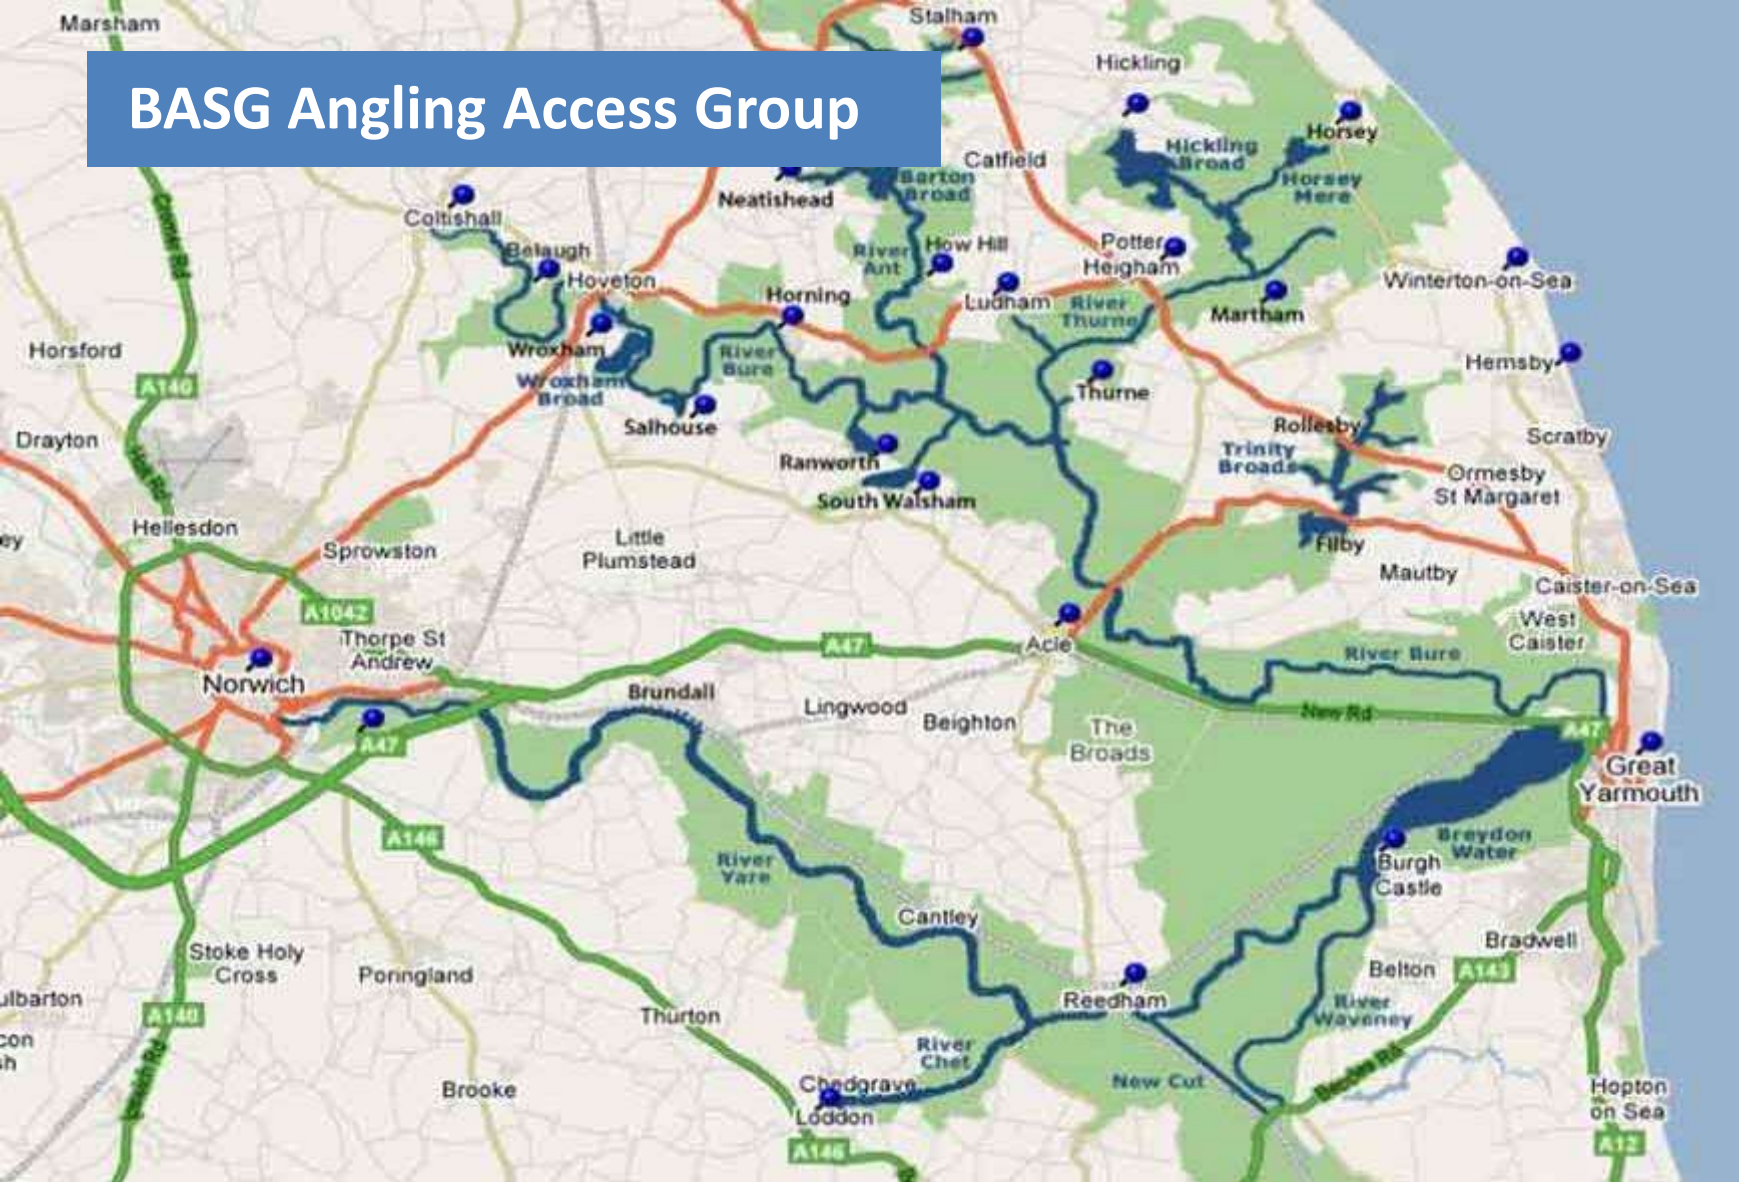 Marsham
Stalham
Hickling
BASG Angling Access Group
Horsey
Hickling
Broad
Catfield
Barton
Broad
Horsey
Mere
Neatishead
Coltishall
Belaugh
River
Ant
How Hill
Potter
Heigham
Hoveton
Winterton-on-Sea
Horning
Ludham
River
Thurne
Martham
Horsford
Wroxham
River
Bure
Hemsby
A140
Wroxham
Broad
Thurne
Salhouse
Rollesby
Drayton
Scratby
Trinity
Broads
Ranworth
Ormesby
St Margaret
South Walsham
Hellesdon
Sprowston
Little
Plumstead
Filby
Mautby
Caister-on-Sea
A1042
West
Caister
Thorpe St
Andrew
A47
Acle
River Bure
Norwich
Brundall
Lingwood
Beighton
New Rd
The
Broads
A47
A47
Great
Yarmouth
A146
Breydon
Water
River
Yare
Burgh
Castle
Cantley
Stoke Holy
Cross
Poringland
Bradwell
Belton
A143
Reedham
River
Waveney
A140
Thurton
River
Chet
New Cut
Beccles Rd
Ipswich Rd
Brooke
Chedgrave
Loddon
Hopton
on Sea
A146
A12